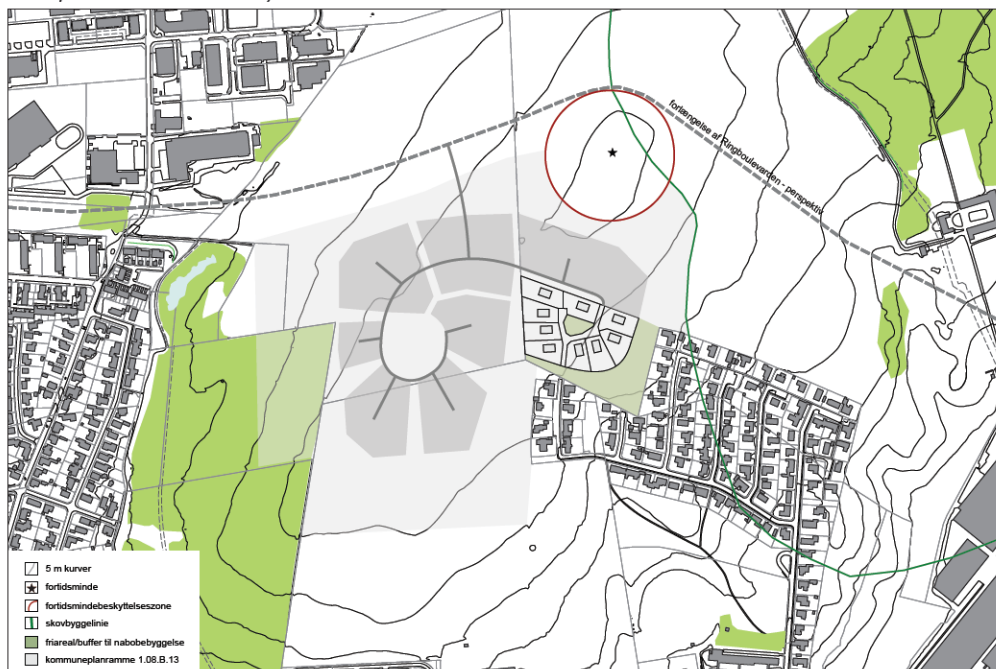 forlængelse af Ringboulevarden - perspektiv
5 m kurver
fortidsminde
fortidsmindebeskyttelseszone
skovbyggelinie
friareal/buffer til nabobebyggelse
kommuneplanramme 1.08.B.13